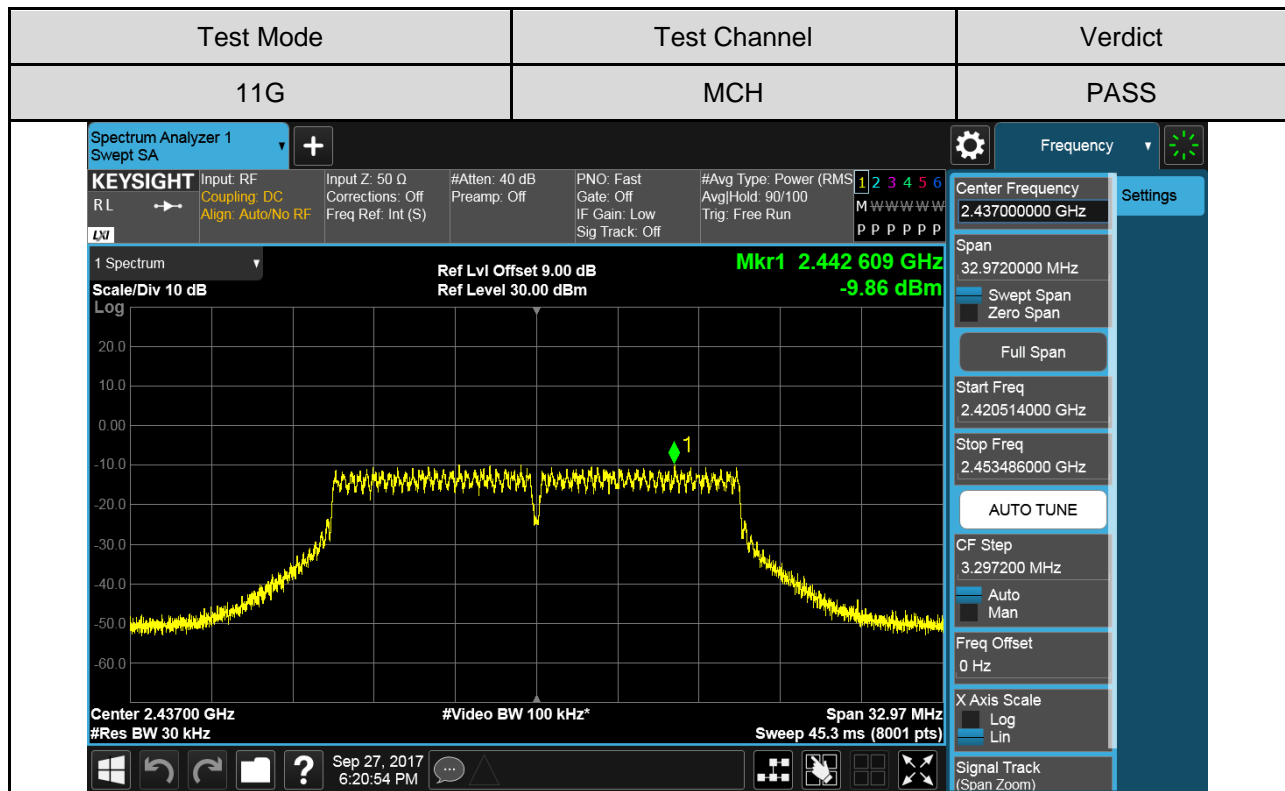 Test Mode Test Channel Verdict
11G MCH PASS
Spectrum Analyzer 1
Swept SA
+
Frequency
KEYSIGHT Input: RF Input Z: 50 Ω #Atten: 40 dB PNO: Fast #Avg Type: Power (RMS 1 2 3 4 5 6
RL Coupling: DC Corrections: Off Preamp: Off Gate: Off Avg|Hold: 90/100 M W W W W W
Align: Auto/No RF Freq Ref: Int (S) IF Gain: Low Trig: Free Run
LXI Sig Track: Off P P P P P P
1 Spectrum Ref Lvl Offset 9.00 dB Mkr1 2.442 609 GHz
Scale/Div 10 dB Ref Level 30.00 dBm -9.86 dBm
Log
20.0
10.0
0.00
1
-10.0
-20.0
-30.0
-40.0
-50.0
-60.0
Center 2.43700 GHz #Video BW 100 kHz* Span 32.97 MHz
#Res BW 30 kHz Sweep 45.3 ms (8001 pts)
Sep 27, 2017
6:20:54 PM
?
Settings
Center Frequency
2.437000000 GHz
Span
32.9720000 MHz
Swept Span
Zero Span
Full Span
Start Freq
2.420514000 GHz
Stop Freq
2.453486000 GHz
AUTO TUNE
CF Step
3.297200 MHz
Auto
Man
Freq Offset
0 Hz
X Axis Scale
Log
Lin
Signal Track
(Span Zoom)